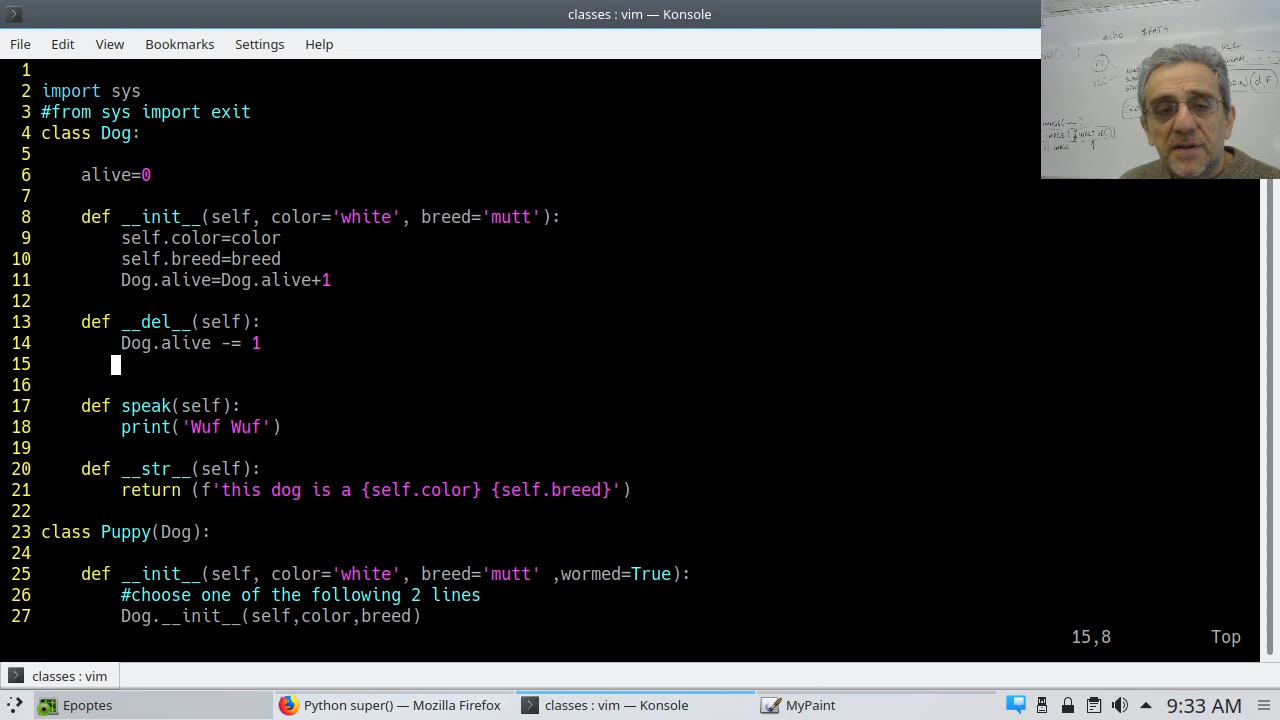 classes : vim — Konsole
File Edit View Bookmarks Settings Help
echo $PATH
1
2 import sys
3 #from sys import exit
4 class Dog:
5
6 alive=0
7
8 def __init__(self, color='white', breed='mutt'):
9 self.color=color
10 self.breed=breed
11 Dog.alive=Dog.alive+1
12
13 def __del__(self):
14 Dog.alive -= 1
15
16
17 def speak(self):
18 print('Wuf Wuf')
19
20 def __str__(self):
21 return (f'this dog is a {self.color} {self.breed}')
22
23 class Puppy(Dog):
24
25 def __init__(self, color='white', breed='mutt' ,wormed=True):
26 #choose one of the following 2 lines
27 Dog.__init__(self,color,breed)
15,8 Top
classes : vim
Epoptes Python super() — Mozilla Firefox classes : vim — Konsole MyPaint 9:33 AM